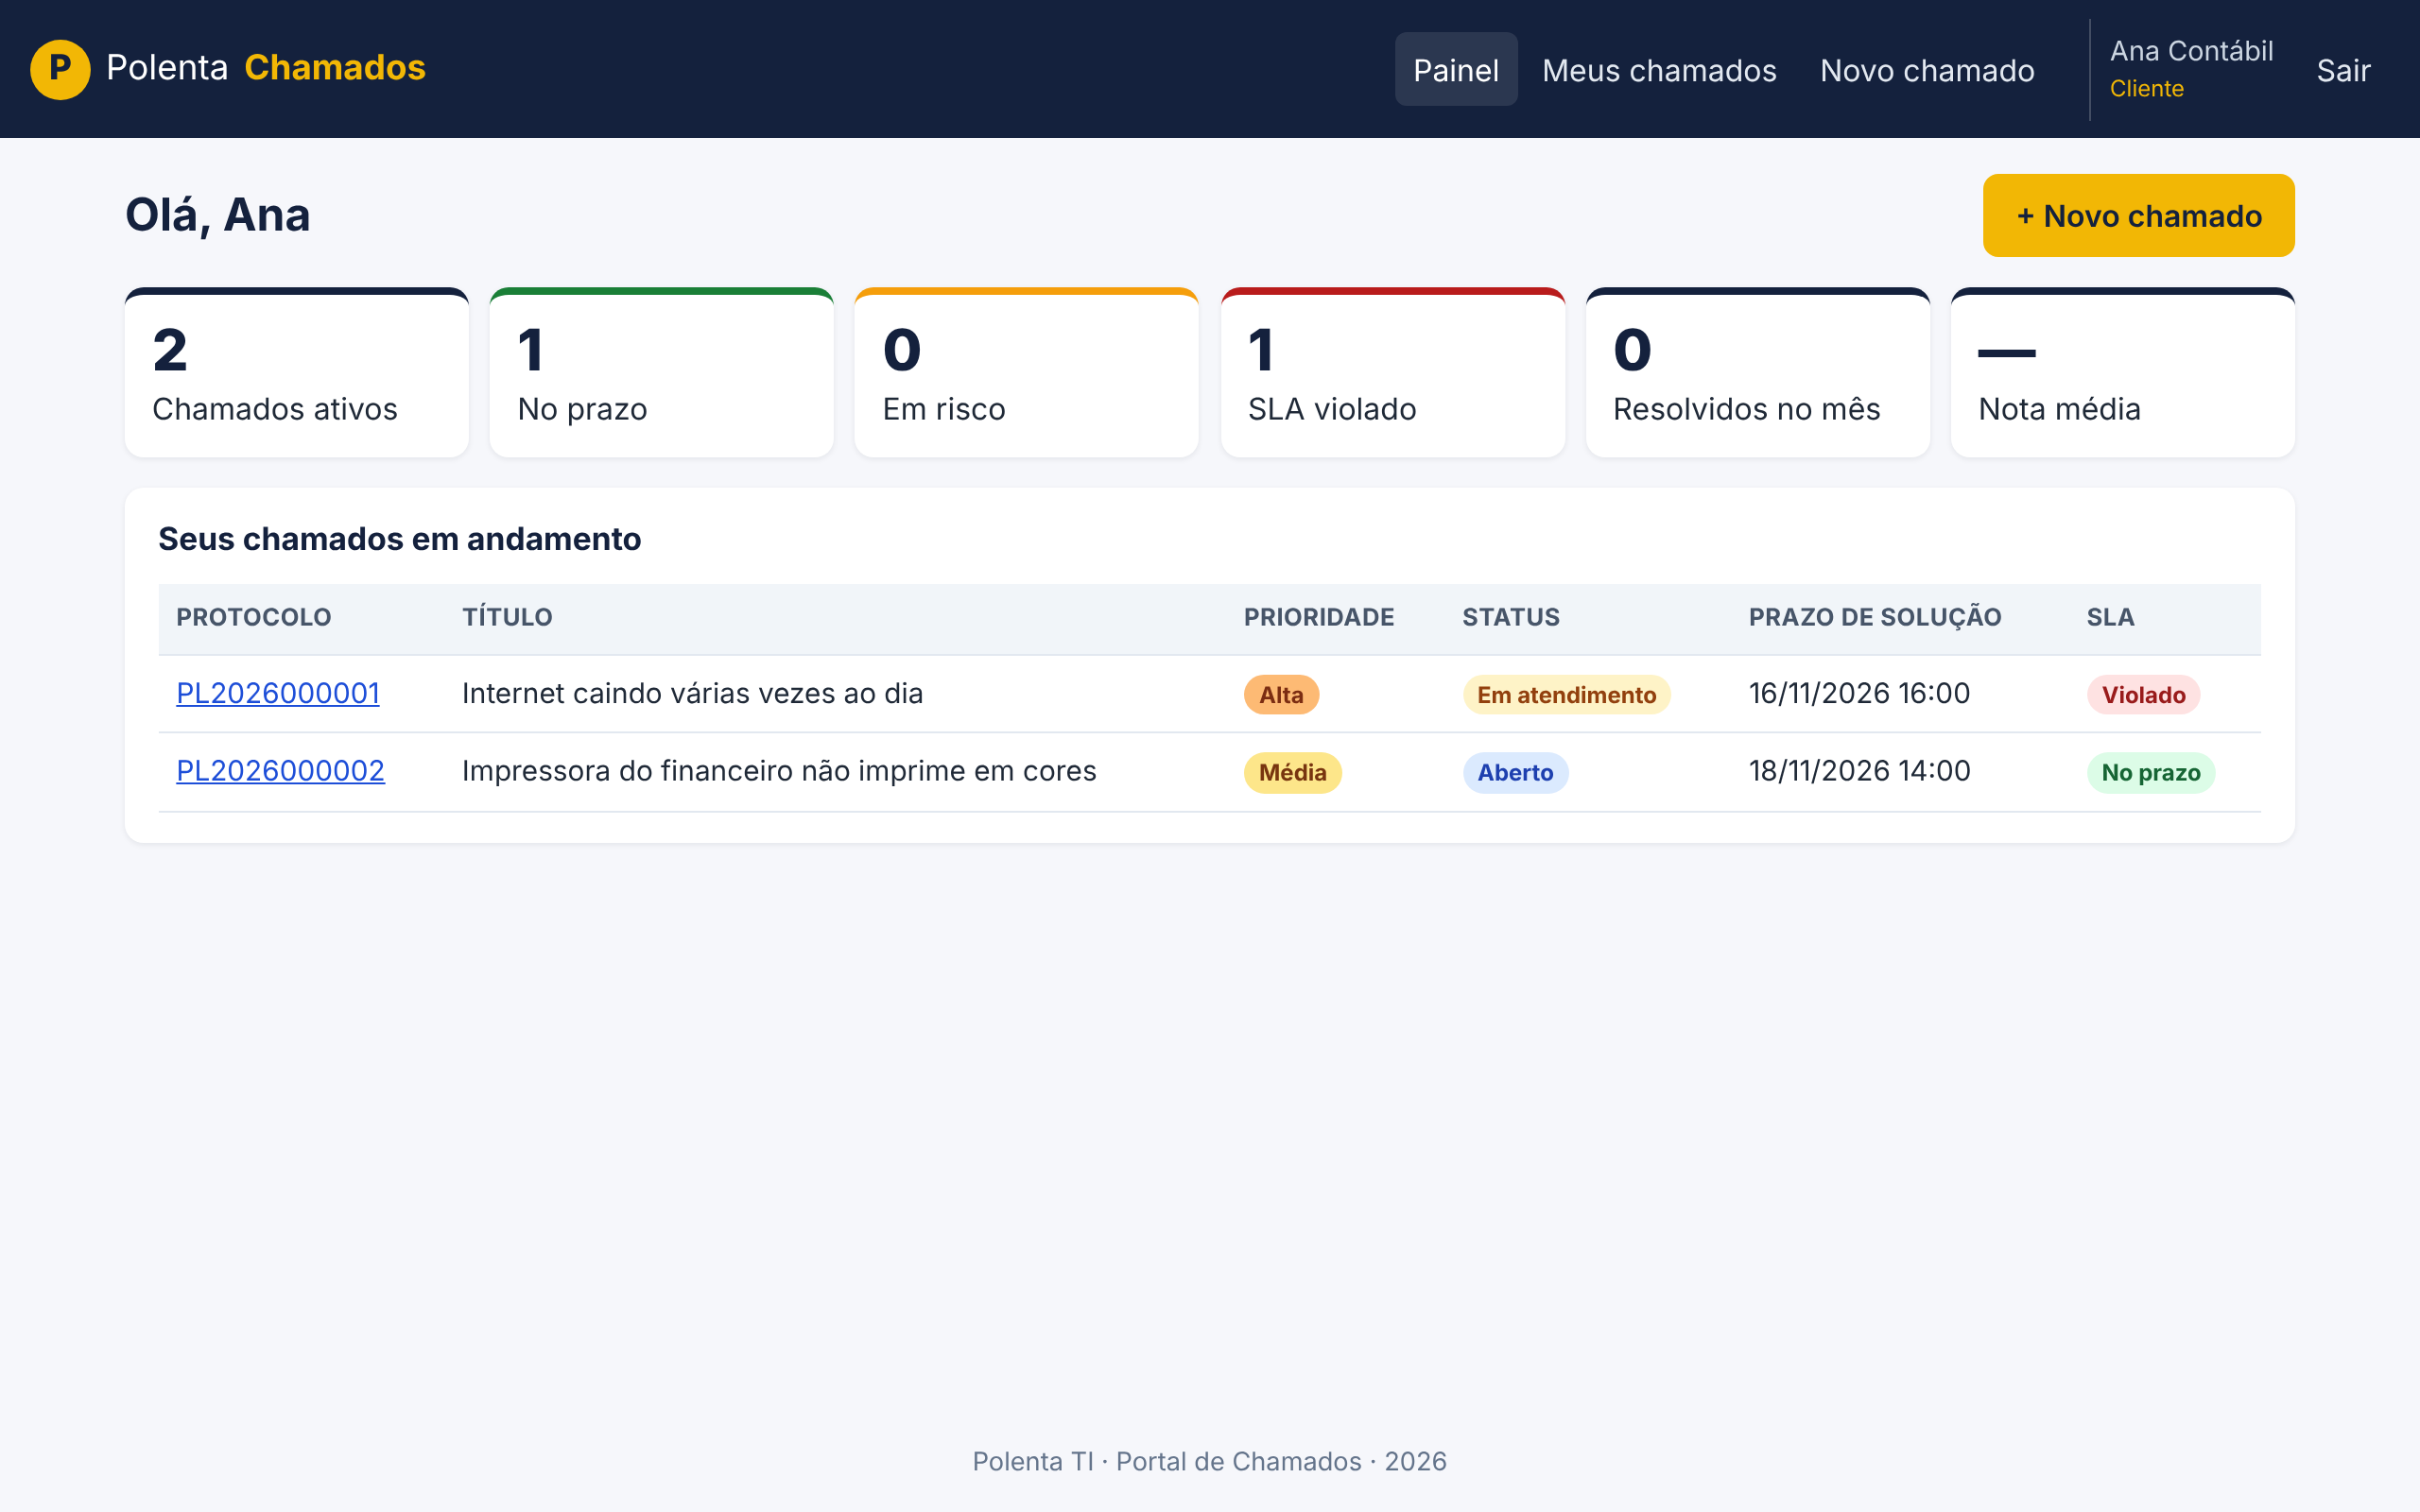 P Polenta Chamados
Painel Meus chamados Novo chamado
Ana Contábil
Cliente
Sair
Olá, Ana
+ Novo chamado
2
Chamados ativos
1
No prazo
0
Em risco
1
SLA violado
0
Resolvidos no mês
—
Nota média
Seus chamados em andamento
PROTOCOLO TÍTULO PRIORIDADE STATUS PRAZO DE SOLUÇÃO SLA
PL2026000001 Internet caindo várias vezes ao dia Alta Em atendimento 16/11/2026 16:00 Violado
PL2026000002 Impressora do financeiro não imprime em cores Média Aberto 18/11/2026 14:00 No prazo
Polenta TI · Portal de Chamados · 2026